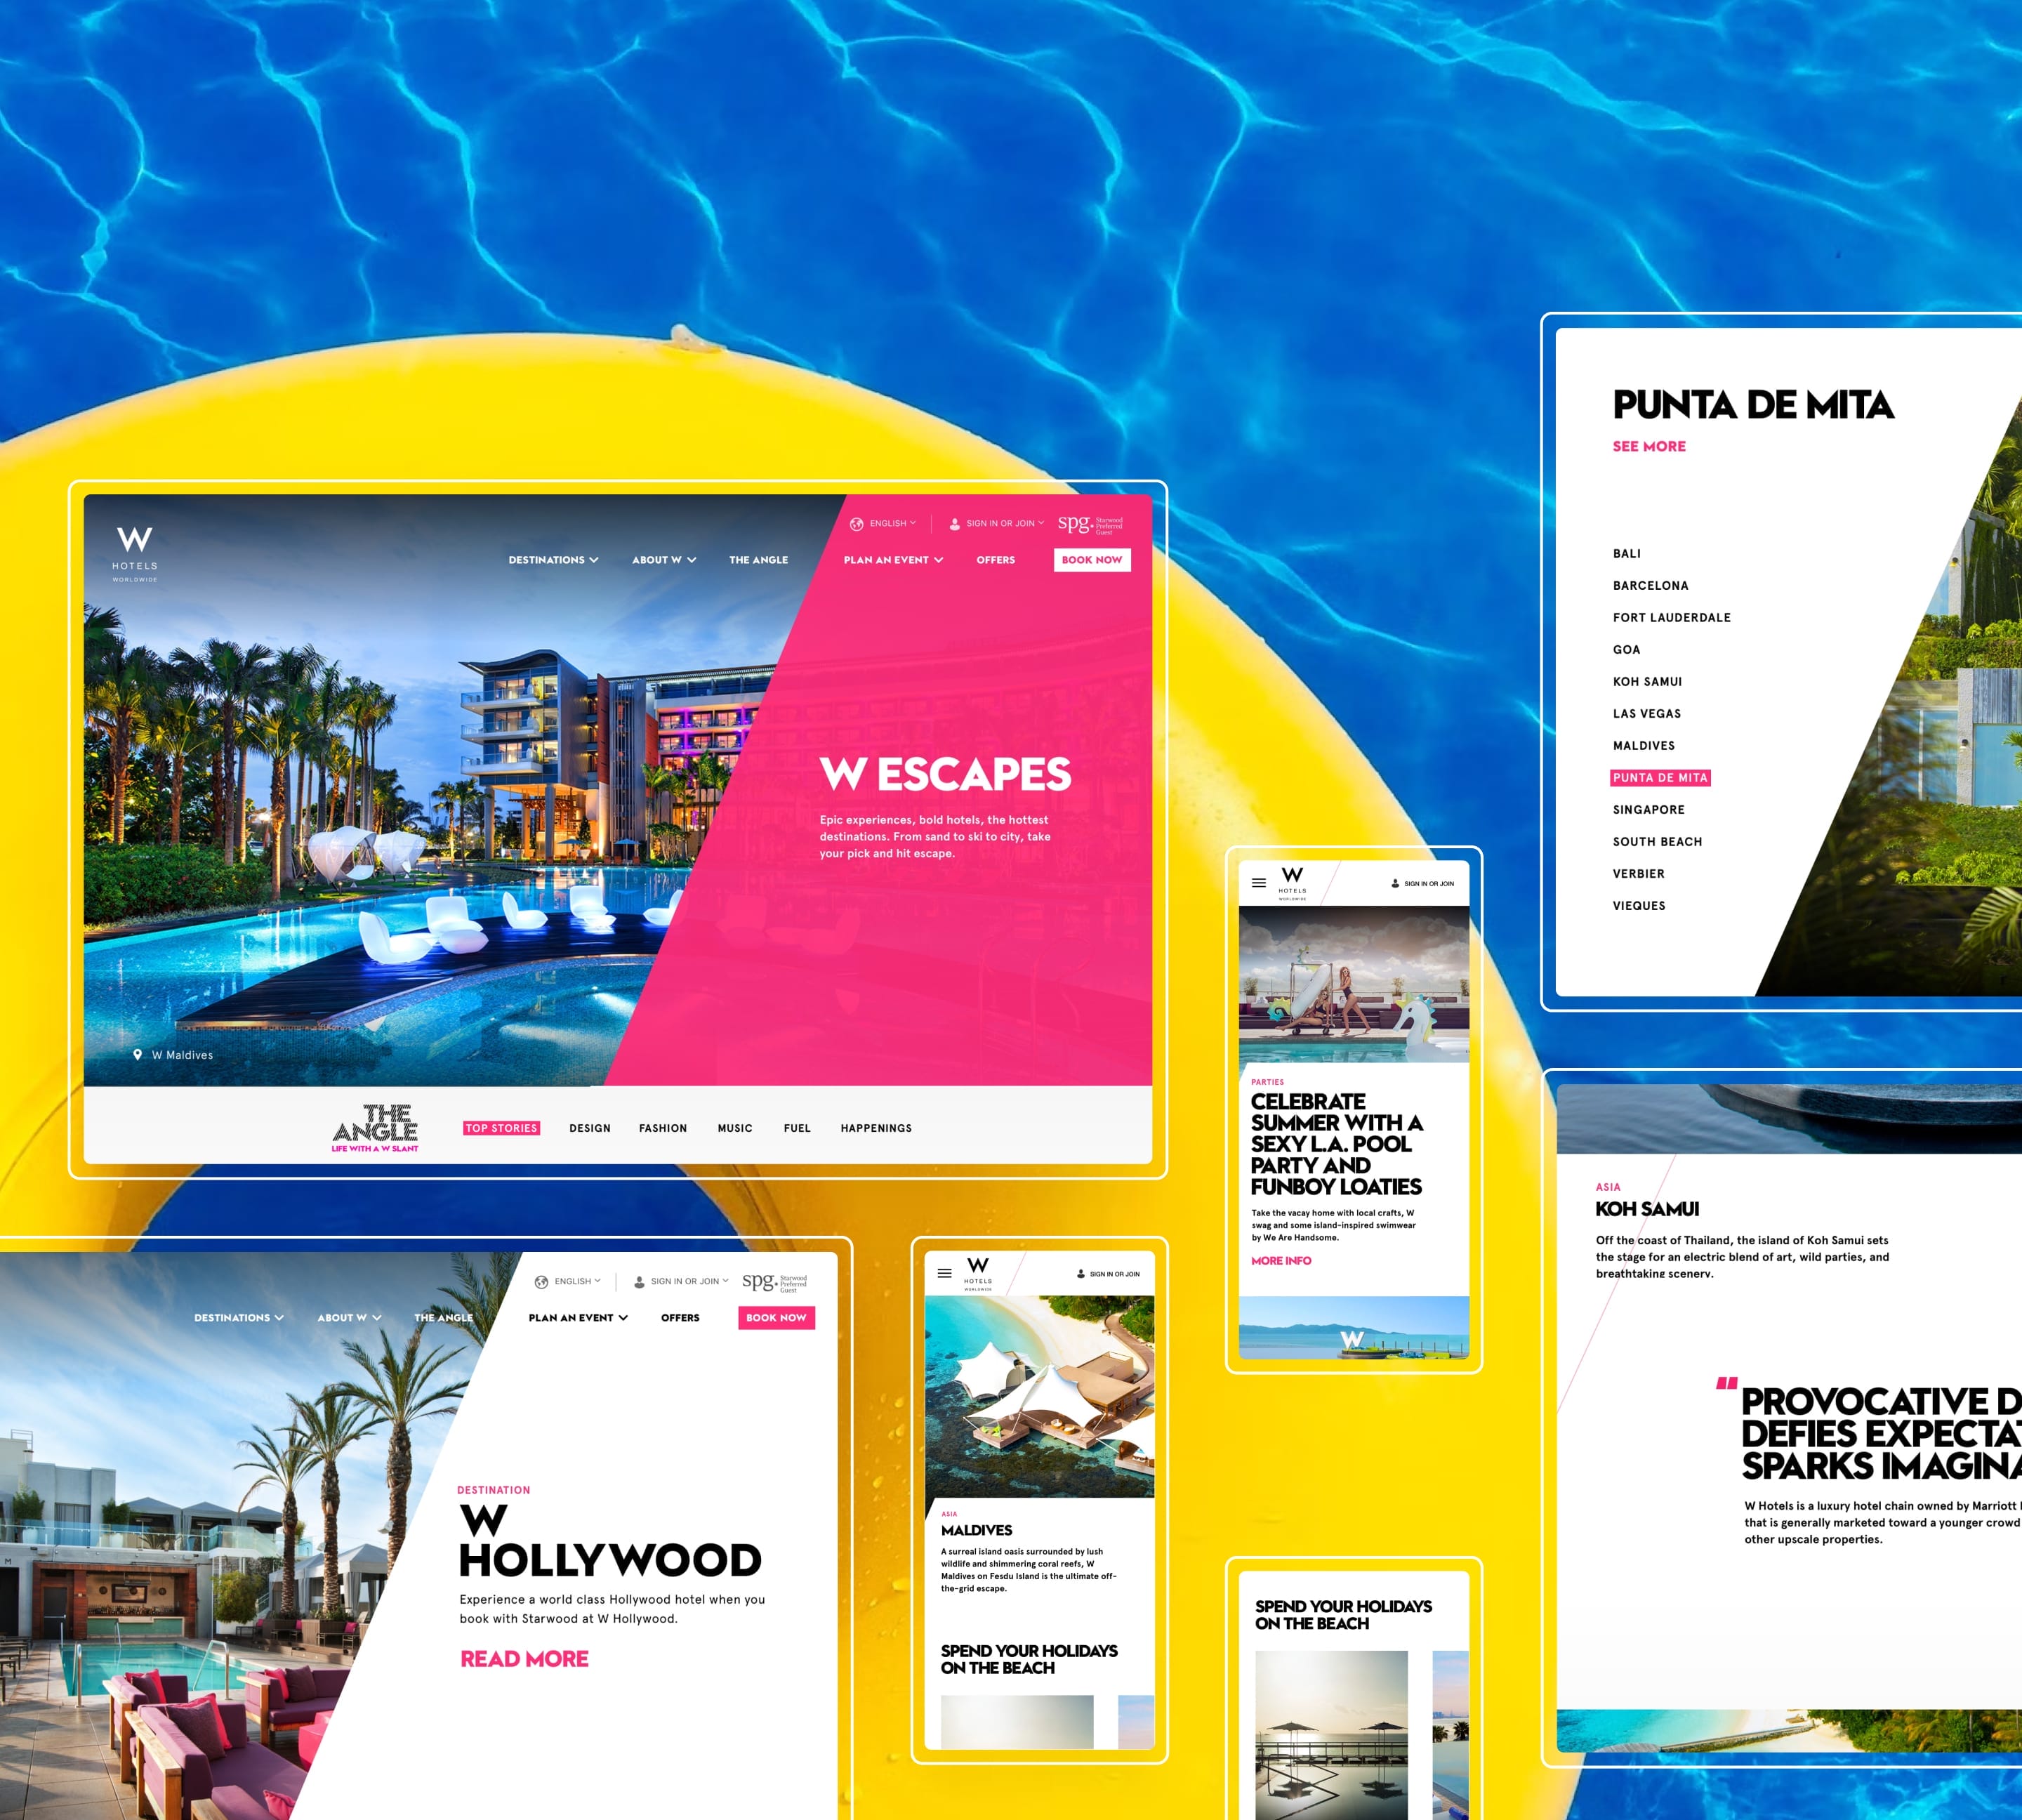 W
HOTELS
WORLDWIDE
ENGLISH
SIGN IN OR JOIN
spg. Starwood
Preferred
Guest
DESTINATIONS
ABOUT W
THE ANGLE
PLAN AN EVENT
OFFERS
BOOK NOW
W ESCAPES
Epic experiences, bold hotels, the hottest
destinations. From sand to ski to city, take
your pick and hit escape.
W Maldives
THE
ANGLE
LIFE WITH A W SLANT
TOP STORIES
DESIGN
FASHION
MUSIC
FUEL
HAPPENINGS
PUNTA DE MITA
SEE MORE
BALI
BARCELONA
FORT LAUDERDALE
GOA
KOH SAMUI
LAS VEGAS
MALDIVES
PUNTA DE MITA
SINGAPORE
SOUTH BEACH
VERBIER
VIEQUES
W
HOTELS
WORLDWIDE
SIGN IN OR JOIN
PARTIES
CELEBRATE
SUMMER WITH A
SEXY L.A. POOL
PARTY AND
FUNBOY LOATIES
Take the vacay home with local crafts, W
swag and some island-inspired swimwear
by We Are Handsome.
MORE INFO
W
ASIA
KOH SAMUI
Off the coast of Thailand, the island of Koh Samui sets
the stage for an electric blend of art, wild parties, and
breathtaking scenery.
"PROVOCATIVE D
DEFIES EXPECTA
SPARKS IMAGINA
W Hotels is a luxury hotel chain owned by Marriott
that is generally marketed toward a younger crowd
other upscale properties.
ENGLISH
SIGN IN OR JOIN
spg. Starwood
Preferred
Guest
DESTINATIONS
ABOUT W
THE ANGLE
PLAN AN EVENT
OFFERS
BOOK NOW
DESTINATION
W
HOLLYWOOD
Experience a world class Hollywood hotel when you
book with Starwood at W Hollywood.
READ MORE
W
HOTELS
WORLDWIDE
SIGN IN OR JOIN
ASIA
MALDIVES
A surreal island oasis surrounded by lush
wildlife and shimmering coral reefs, W
Maldives on Fesdu Island is the ultimate off-
the-grid escape.
SPEND YOUR HOLIDAYS
ON THE BEACH
SPEND YOUR HOLIDAYS
ON THE BEACH